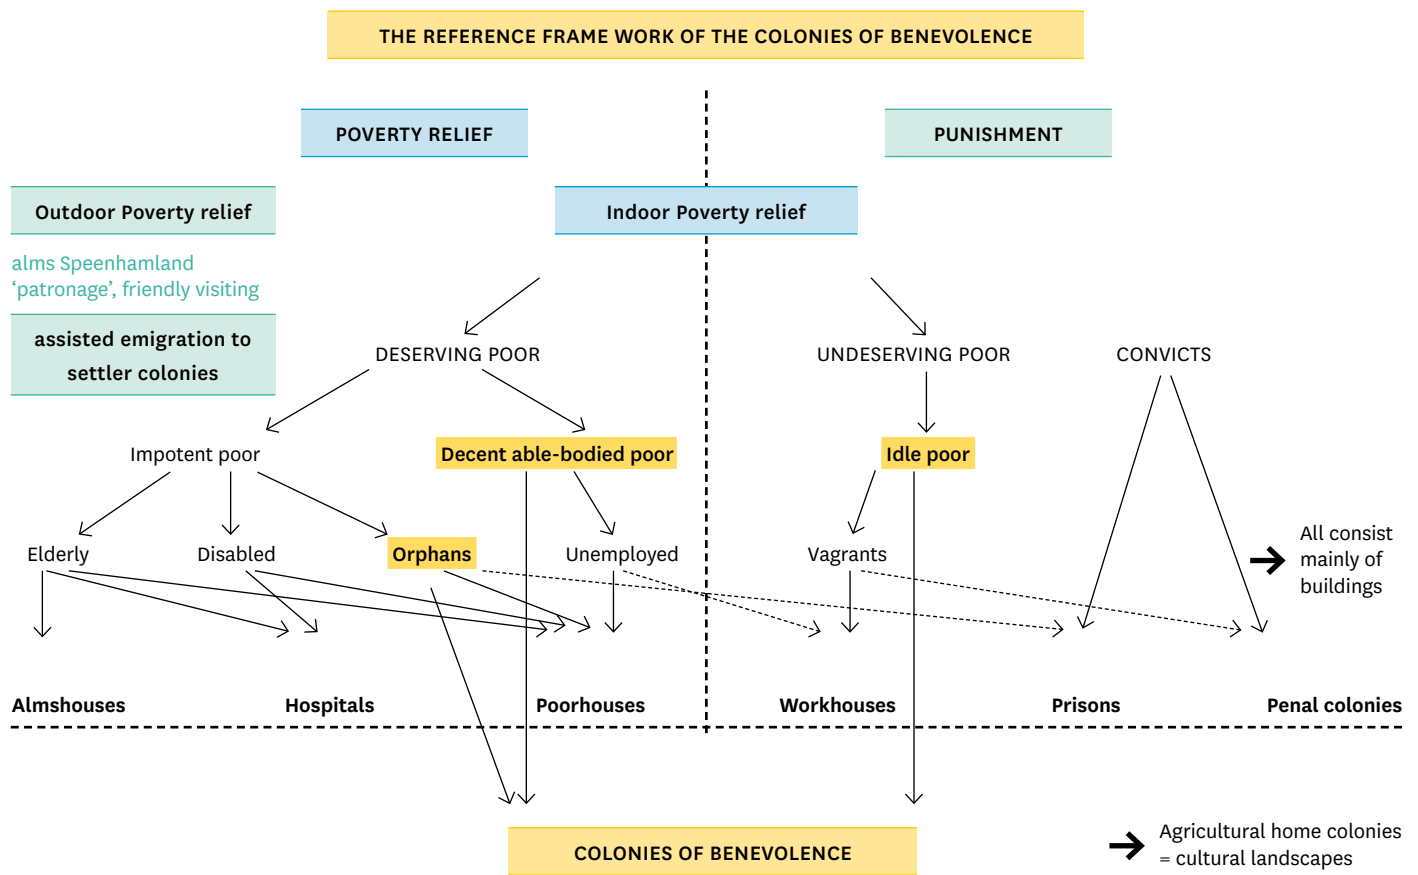 THE REFERENCE FRAME WORK OF THE COLONIES OF BENEVOLENCE
POVERTY RELIEF
PUNISHMENT
Outdoor Poverty relief
Indoor Poverty relief
alms Speenhamland
‘patronage’, friendly visiting
assisted emigration to
settler colonies
DESERVING POOR
UNDESERVING POOR
CONVICTS
Impotent poor
Decent able-bodied poor
Idle poor
Elderly
Disabled
Orphans
Unemployed
Vagrants
All consist
mainly of
buildings
Almshouses
Hospitals
Poorhouses
Workhouses
Prisons
Penal colonies
COLONIES OF BENEVOLENCE
Agricultural home colonies
= cultural landscapes